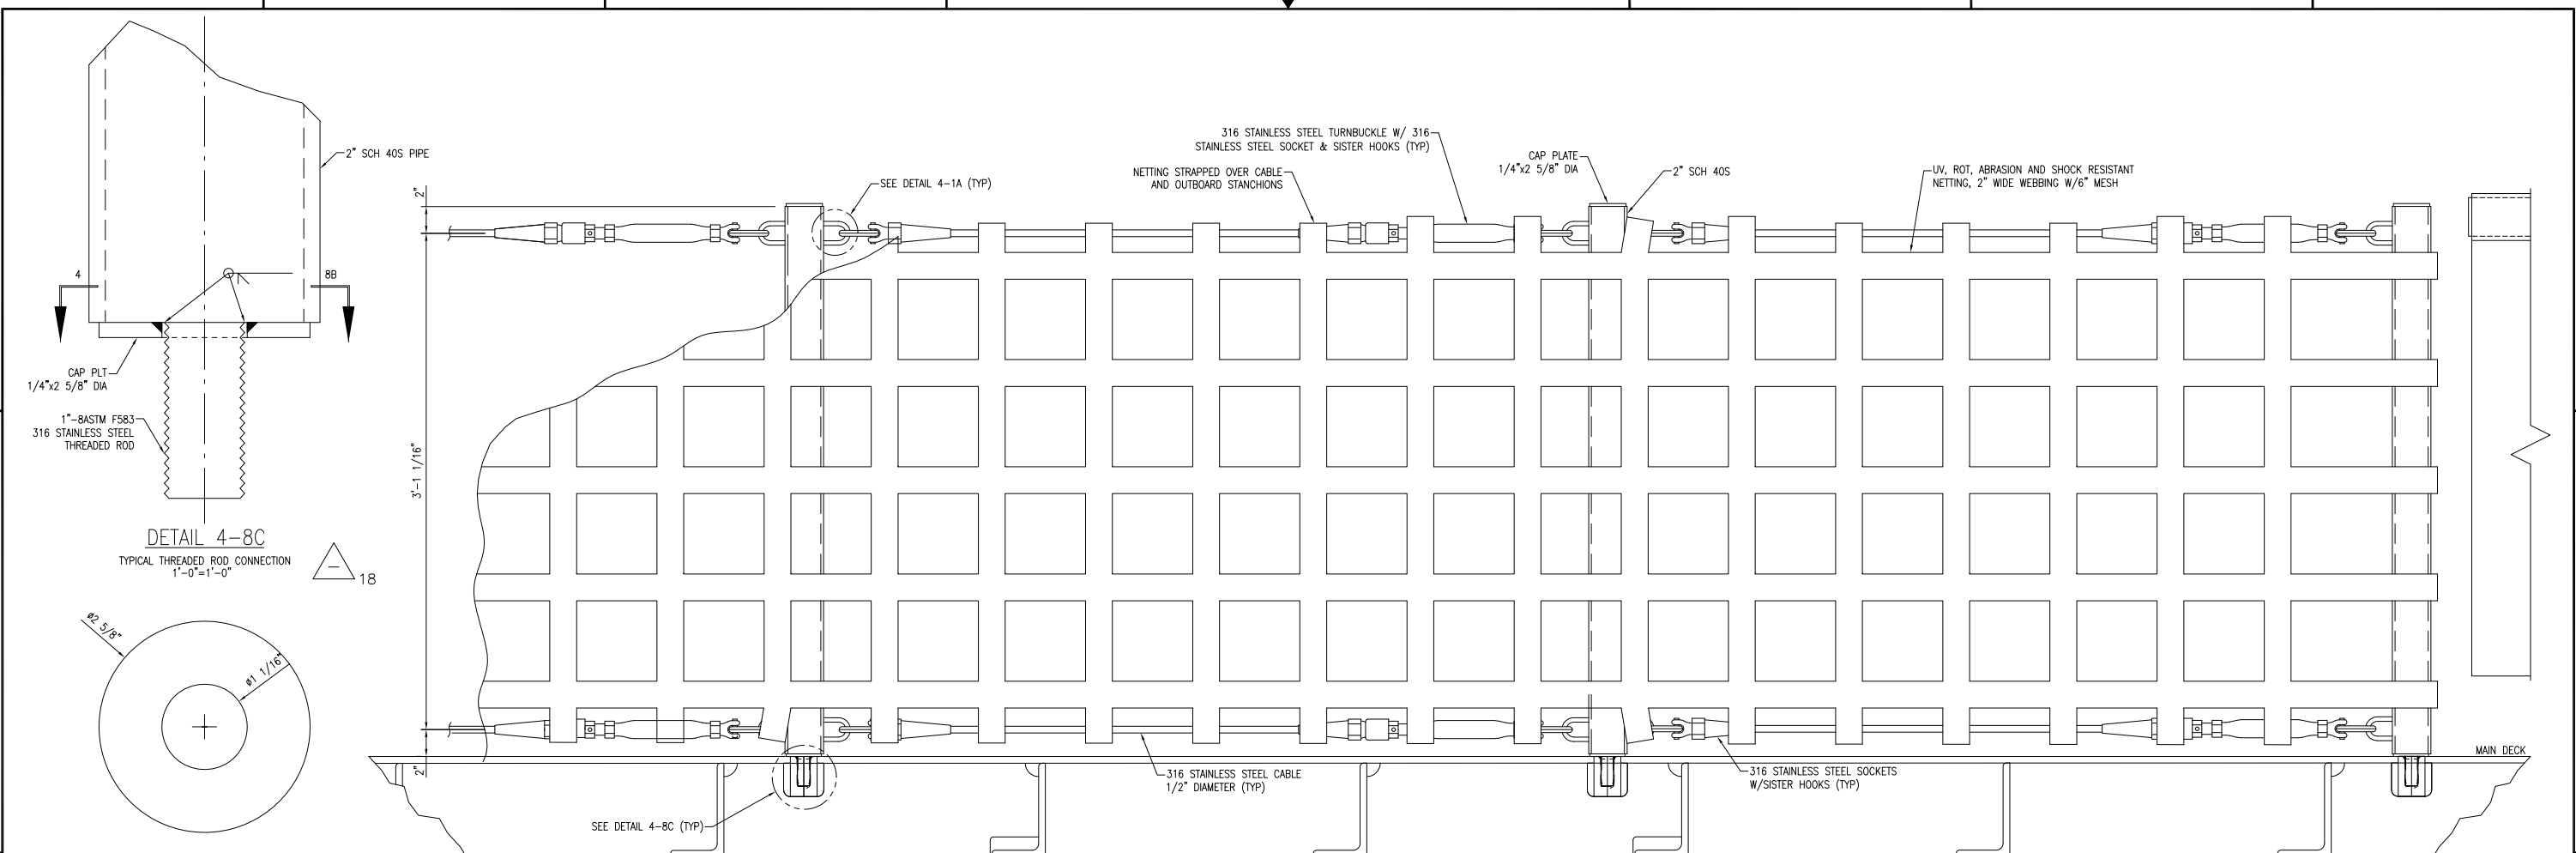 2" SCH 40S PIPE
4
8B
CAP PLT
1/4"x2 5/8" DIA
1"-8ASTM F583
316 STAINLESS STEEL
THREADED ROD
DETAIL 4-8C
TYPICAL THREADED ROD CONNECTION
1'-0"=1'-0"
-
18
ø2 5/8"
ø1 1/16"
2"
3'-1 1/16"
2"
SEE DETAIL 4-1A (TYP)
NETTING STRAPPED OVER CABLE
AND OUTBOARD STANCHIONS
316 STAINLESS STEEL TURNBUCKLE W/ 316
STAINLESS STEEL SOCKET & SISTER HOOKS (TYP)
CAP PLATE
1/4"x2 5/8" DIA
2" SCH 40S
UV, ROT, ABRASION AND SHOCK RESISTANT
NETTING, 2" WIDE WEBBING W/6" MESH
MAIN DECK
316 STAINLESS STEEL CABLE
1/2" DIAMETER (TYP)
316 STAINLESS STEEL SOCKETS
W/SISTER HOOKS (TYP)
SEE DETAIL 4-8C (TYP)